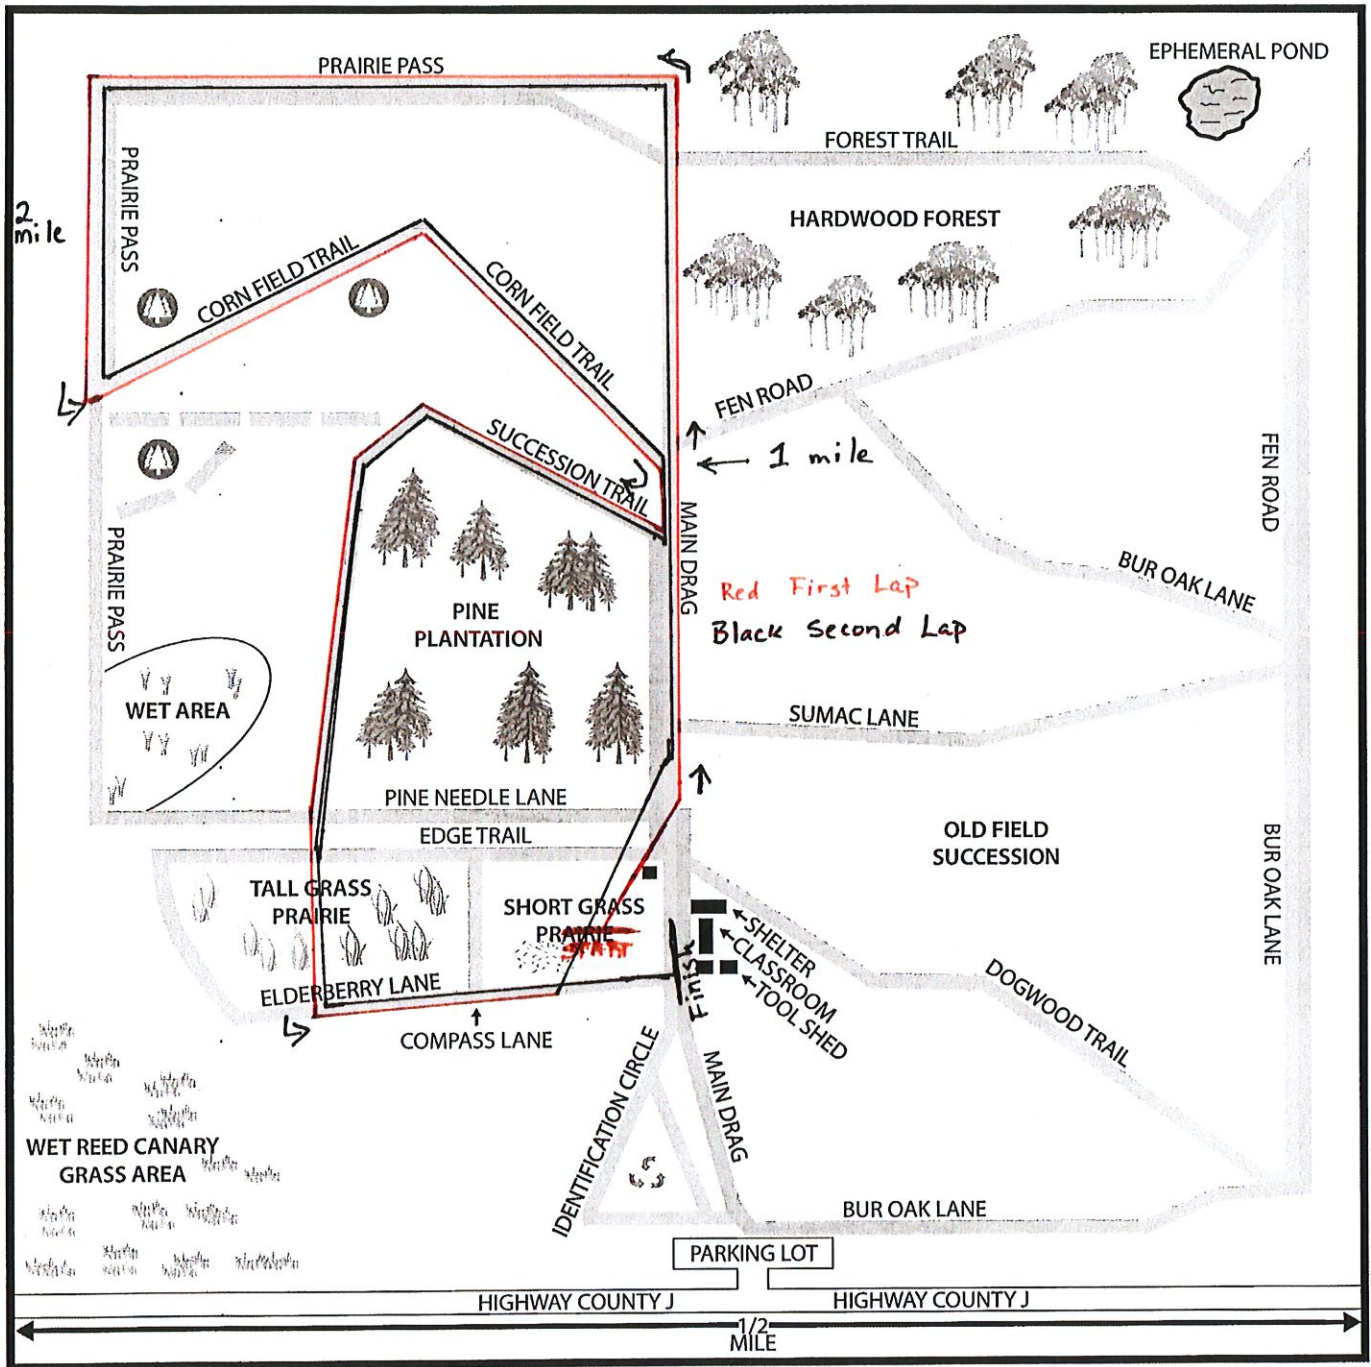 PRAIRIE PASS
EPHEMERAL POND
FOREST TRAIL
PRAIRIE PASS
2
mile
HARDWOOD FOREST
CORN FIELD TRAIL
CORN FIELD TRAIL
FEN ROAD
SUCCESSION TRAIL
← 1 mile
FEN ROAD
MAIN DRAG
PRAIRIE PASS
BUR OAK LANE
Red First Lap
Black Second Lap
PINE
PLANTATION
WET AREA
SUMAC LANE
PINE NEEDLE LANE
EDGE TRAIL
OLD FIELD
SUCCESSION
BUR OAK LANE
TALL GRASS
PRAIRIE
SHORT GRASS
PRAIRIE
START
SHELTER
CLASSROOM
TOOL SHED
Finish
ELDERBERRY LANE
COMPASS LANE
DOGWOOD TRAIL
IDENTIFICATION CIRCLE
MAIN DRAG
WET REED CANARY
GRASS AREA
BUR OAK LANE
PARKING LOT
HIGHWAY COUNTY J
HIGHWAY COUNTY J
1/2
MILE